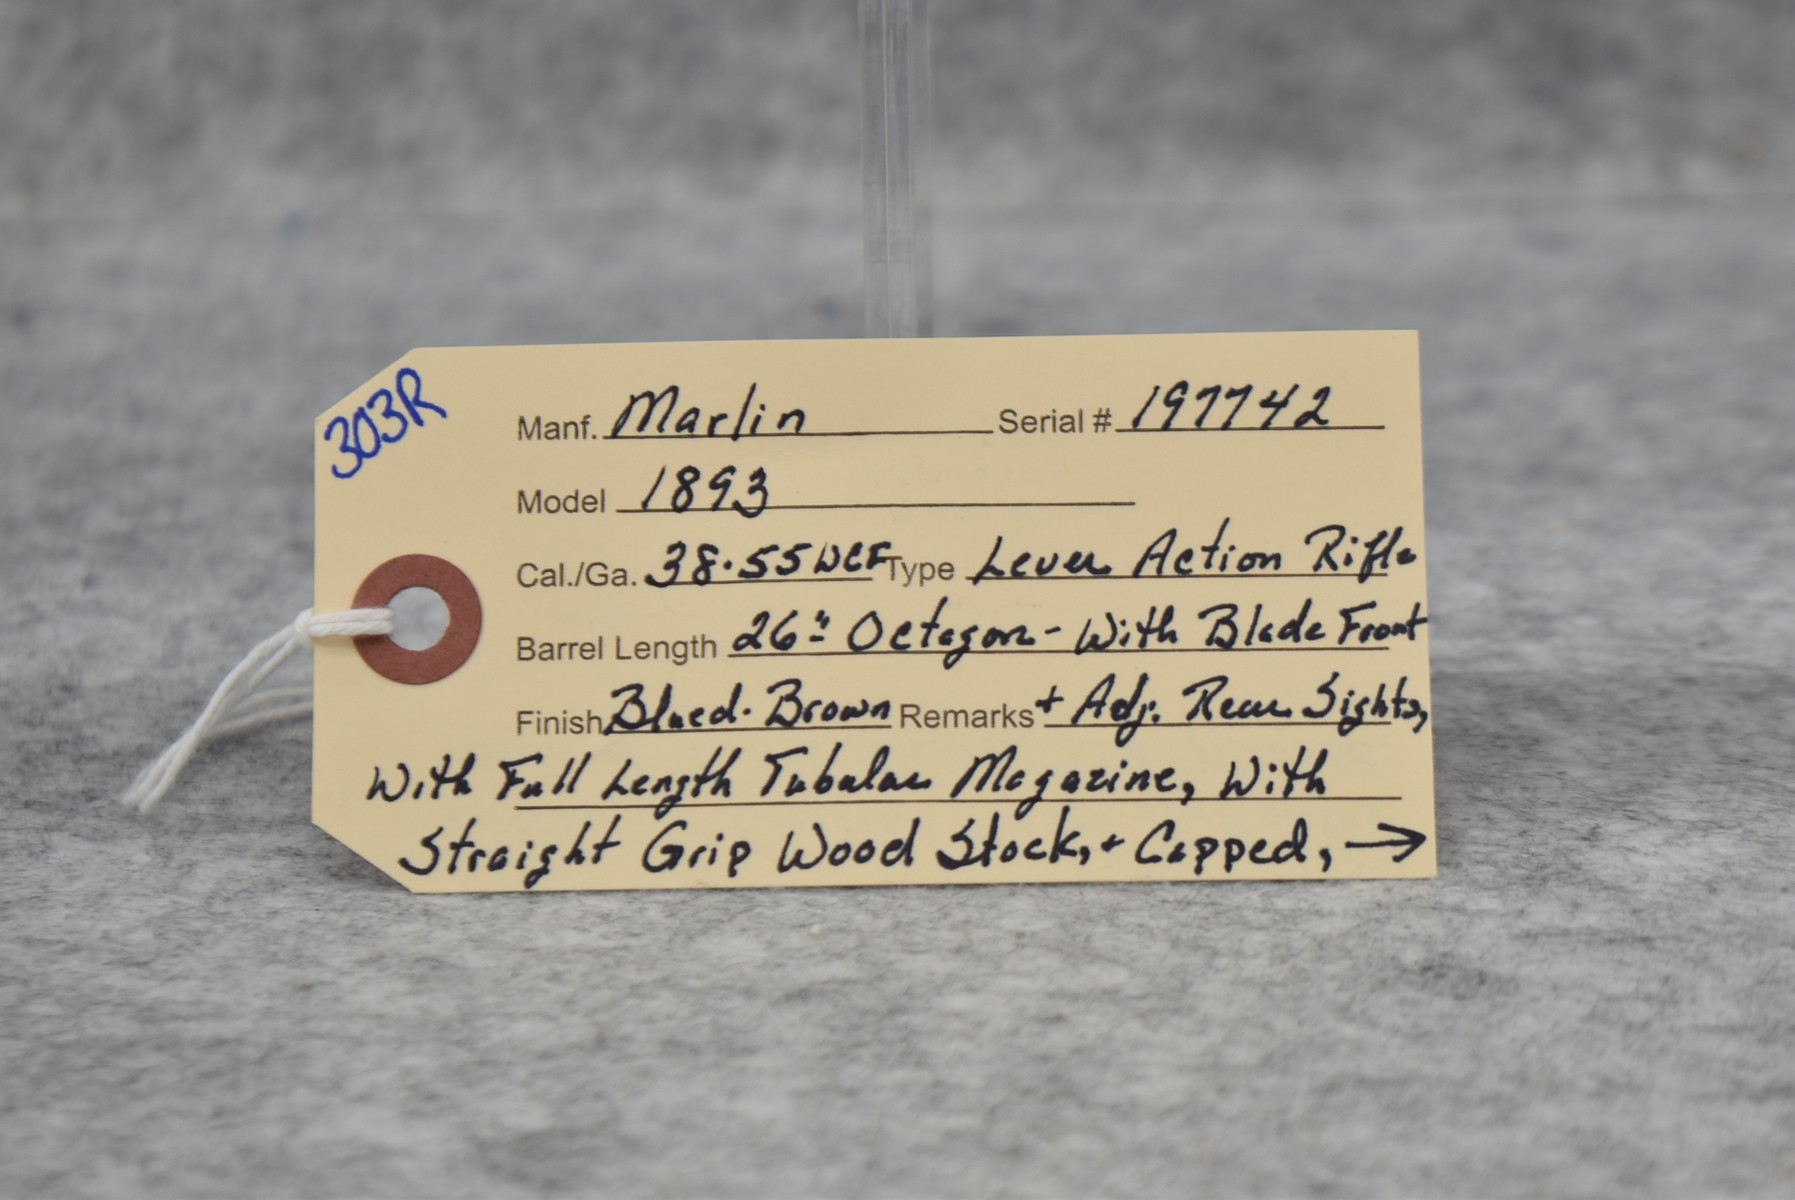 303R
Manf. Marlin Serial # 197742
Model 1893
Cal./Ga. 38.55 WCF Type Lever Action Rifle
Barrel Length 26" Octagon - With Blade Front
Finish Blued. Brown Remarks + Adj. Rear Sights,
With Full Length Tubular Magazine, With
Straight Grip Wood Stock, + Capped, →